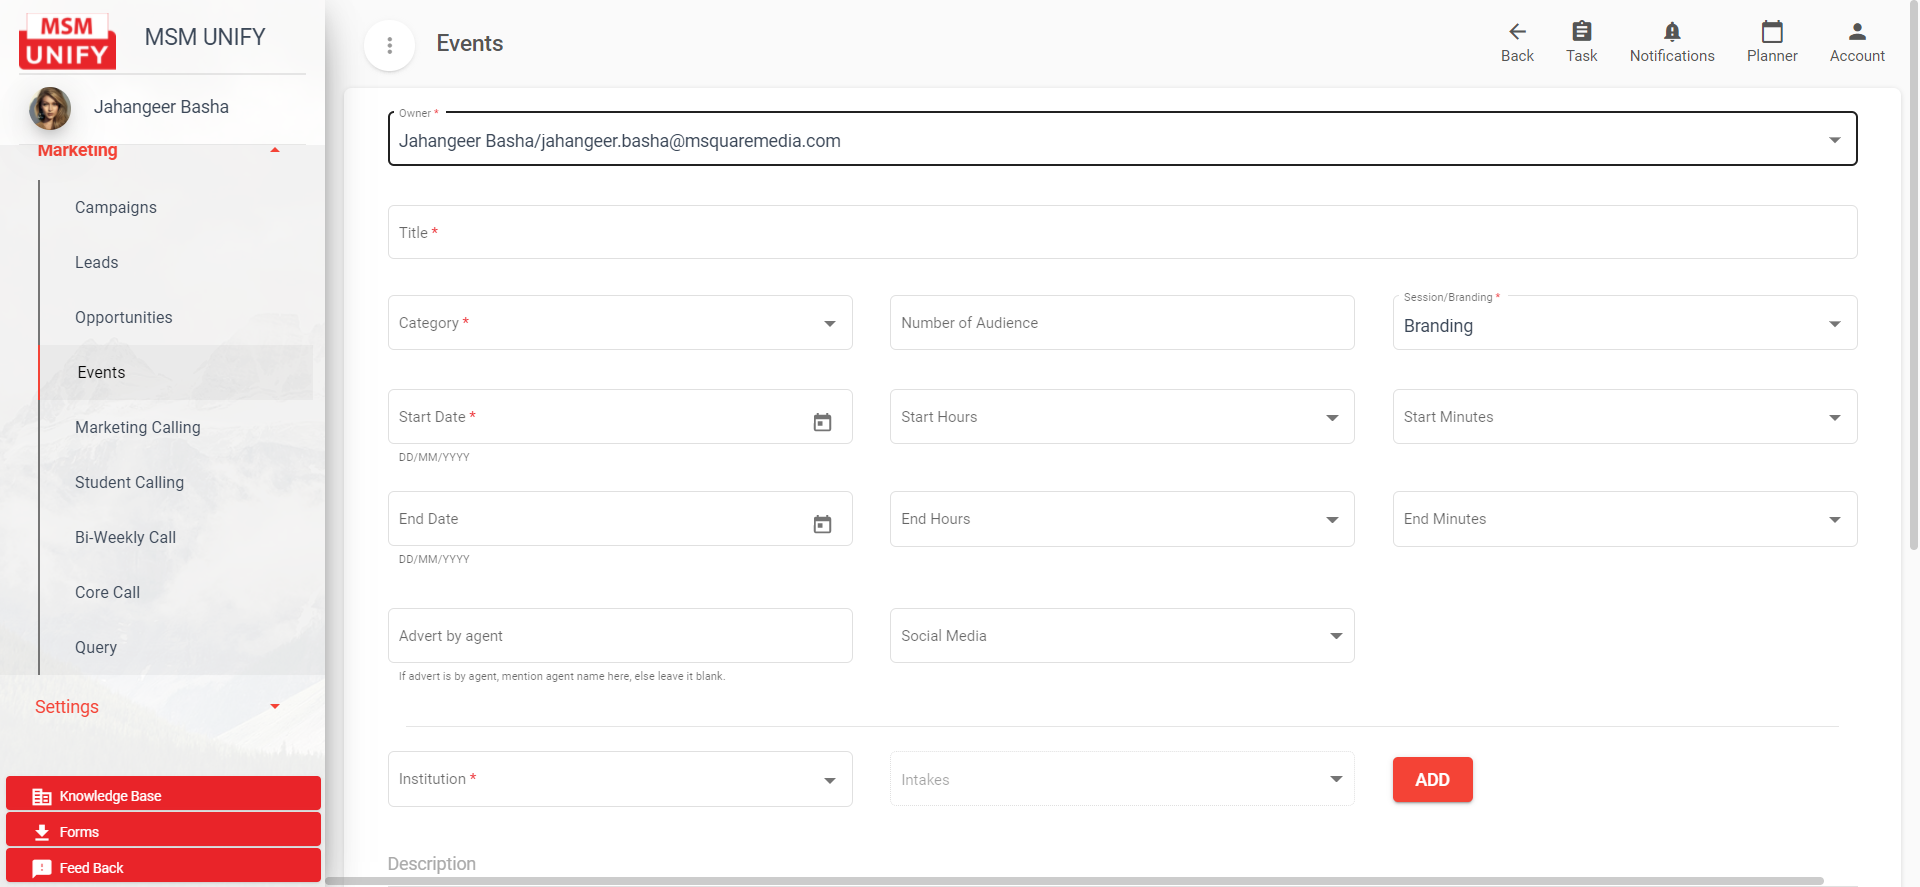 MSM
UNIFY
MSM UNIFY
Jahangeer Basha
Marketing
Campaigns
Leads
Opportunities
Events
Marketing Calling
Student Calling
Bi-Weekly Call
Core Call
Query
Settings
Knowledge Base
Forms
Feed Back
Events
Back
Task
Notifications
Planner
Account
Owner *
Jahangeer Basha/jahangeer.basha@msquaremedia.com
Title *
Category *
Number of Audience
Session/Branding *
Branding
Start Date *
DD/MM/YYYY
Start Hours
Start Minutes
End Date
DD/MM/YYYY
End Hours
End Minutes
Advert by agent
If advert is by agent, mention agent name here, else leave it blank.
Social Media
Institution *
Intakes
ADD
Description